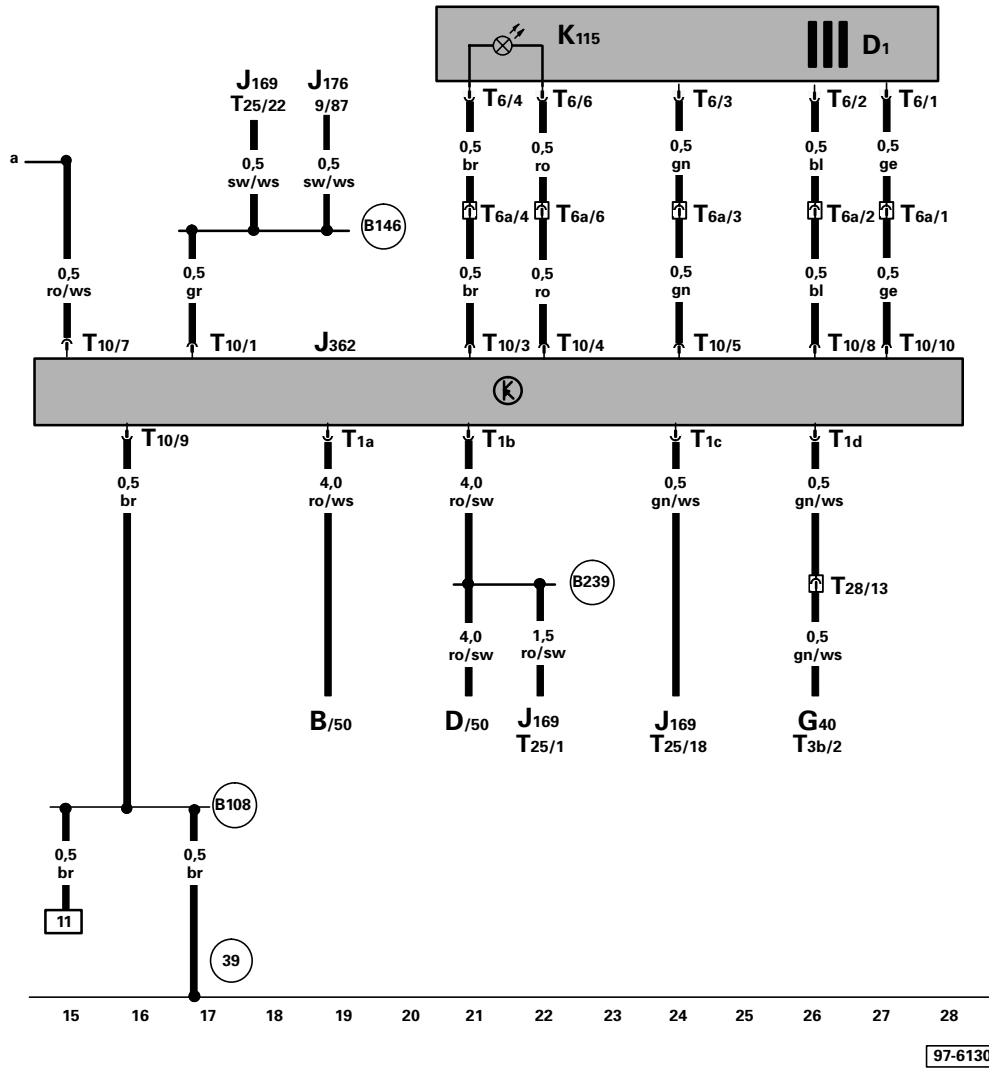 K115 D1
J169 J176
T25/22 9/87
T6/4 T6/6 T6/3 T6/2 T6/1
a
0,5 0,5 0,5 0,5 0,5 0,5 0,5
sw/ws sw/ws br ro gn bl ge
B146 T6a/4 T6a/6 T6a/3 T6a/2 T6a/1
0,5 0,5 0,5 0,5 0,5 0,5 0,5
ro/ws gr br ro gn bl ge
T10/7 T10/1 J362 T10/3 T10/4 T10/5 T10/8 T10/10
T10/9 T1a T1b T1c T1d
0,5 4,0 4,0 0,5 0,5
br ro/ws ro/sw gn/ws gn/ws
B239 T28/13
4,0 1,5 0,5
ro/sw ro/sw gn/ws
B/50 D/50 J169 J169 G40
T25/1 T25/18 T3b/2
B108
0,5 0,5
br br
11
39
15 16 17 18 19 20 21 22 23 24 25 26 27 28
97-6130